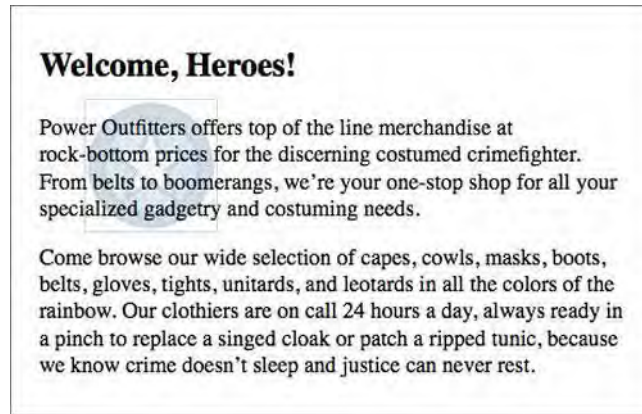 Welcome, Heroes!
Power Outfitters offers top of the line merchandise at
rock-bottom prices for the discerning costumed crimefighter.
From belts to boomerangs, we’re your one-stop shop for all your
specialized gadgetry and costuming needs.
Come browse our wide selection of capes, cowls, masks, boots,
belts, gloves, tights, unitards, and leotards in all the colors of the
rainbow. Our clothiers are on call 24 hours a day, always ready in
a pinch to replace a singed cloak or patch a ripped tunic, because
we know crime doesn’t sleep and justice can never rest.